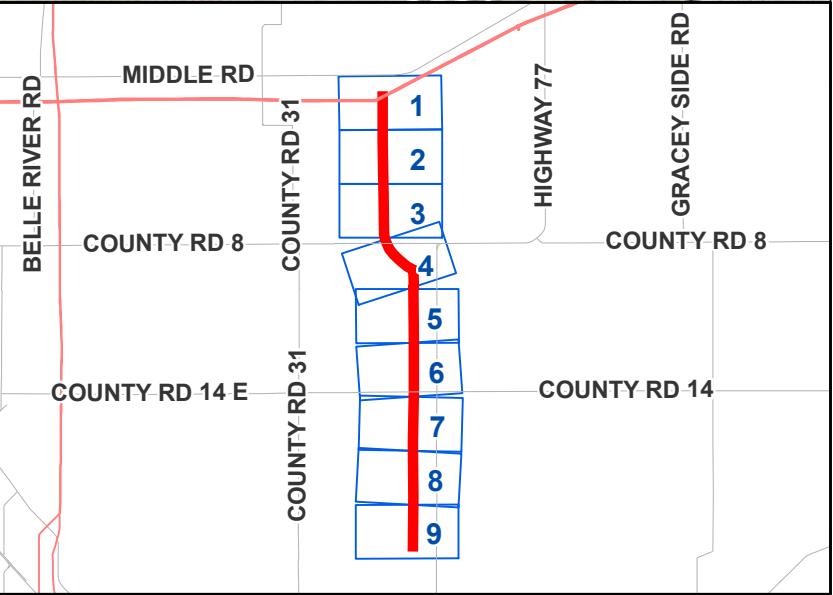 MIDDLE RD
BELLE RIVER RD
COUNTY RD 31
HIGHWAY 77
GRACEY SIDE RD
1
2
3
COUNTY RD 8
COUNTY RD 8
4
5
6
COUNTY RD 14 E
COUNTY RD 31
COUNTY RD 14
7
8
9